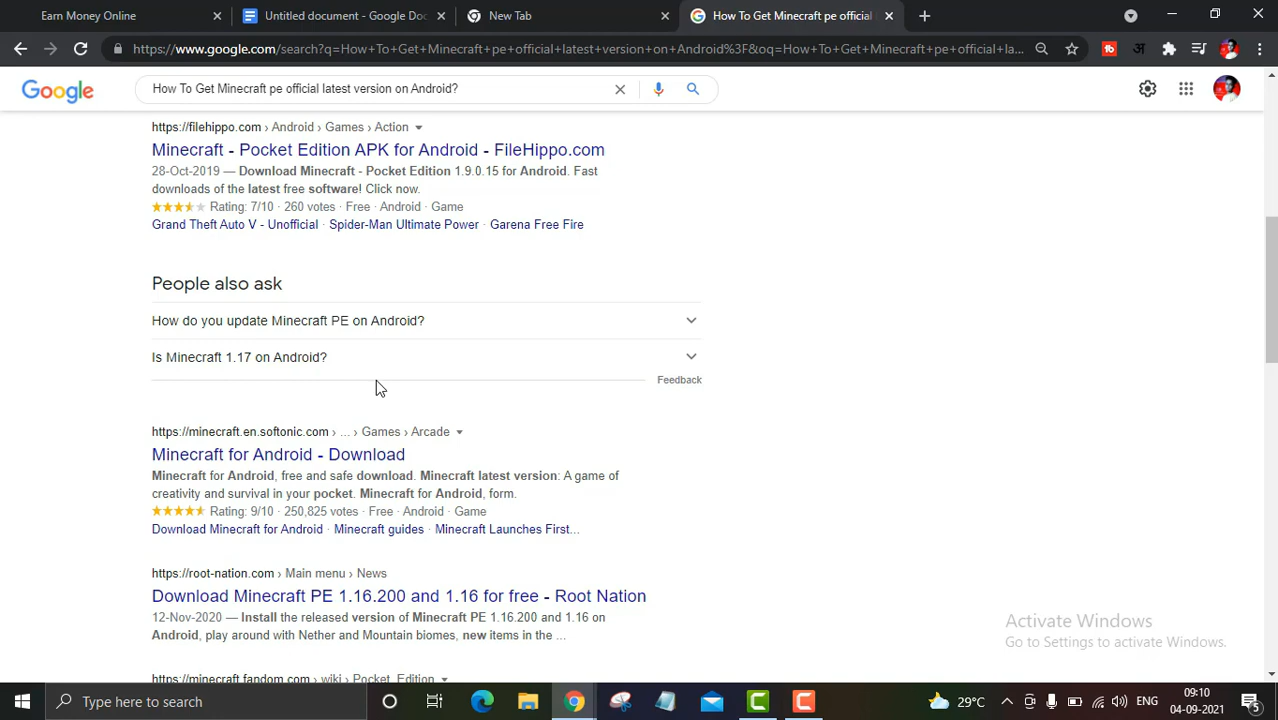 Earn Money Online
Untitled document - Google Doc
New Tab
How To Get Minecraft pe official
https://www.google.com/search?q=How+To+Get+Minecraft+pe+official+latest+version+on+Android%3F&oq=How+To+Get+Minecraft+pe+official+la...
Google
How To Get Minecraft pe official latest version on Android?
https://filehippo.com › Android › Games › Action
Minecraft - Pocket Edition APK for Android - FileHippo.com
28-Oct-2019 — Download Minecraft - Pocket Edition 1.9.0.15 for Android. Fast
downloads of the latest free software! Click now.
Rating: 7/10 · 260 votes · Free · Android · Game
Grand Theft Auto V - Unofficial · Spider-Man Ultimate Power · Garena Free Fire
People also ask
How do you update Minecraft PE on Android?
Is Minecraft 1.17 on Android?
Feedback
https://minecraft.en.softonic.com › ... › Games › Arcade
Minecraft for Android - Download
Minecraft for Android, free and safe download. Minecraft latest version: A game of
creativity and survival in your pocket. Minecraft for Android, form.
Rating: 9/10 · 250,825 votes · Free · Android · Game
Download Minecraft for Android · Minecraft guides · Minecraft Launches First...
https://root-nation.com › Main menu › News
Download Minecraft PE 1.16.200 and 1.16 for free - Root Nation
12-Nov-2020 — Install the released version of Minecraft PE 1.16.200 and 1.16 on
Android, play around with Nether and Mountain biomes, new items in the ...
https://minecraft.fandom.com › wiki › Pocket_Edition
Activate Windows
Go to Settings to activate Windows.
Type here to search
29°C
ENG
09:10
04-09-2021
5